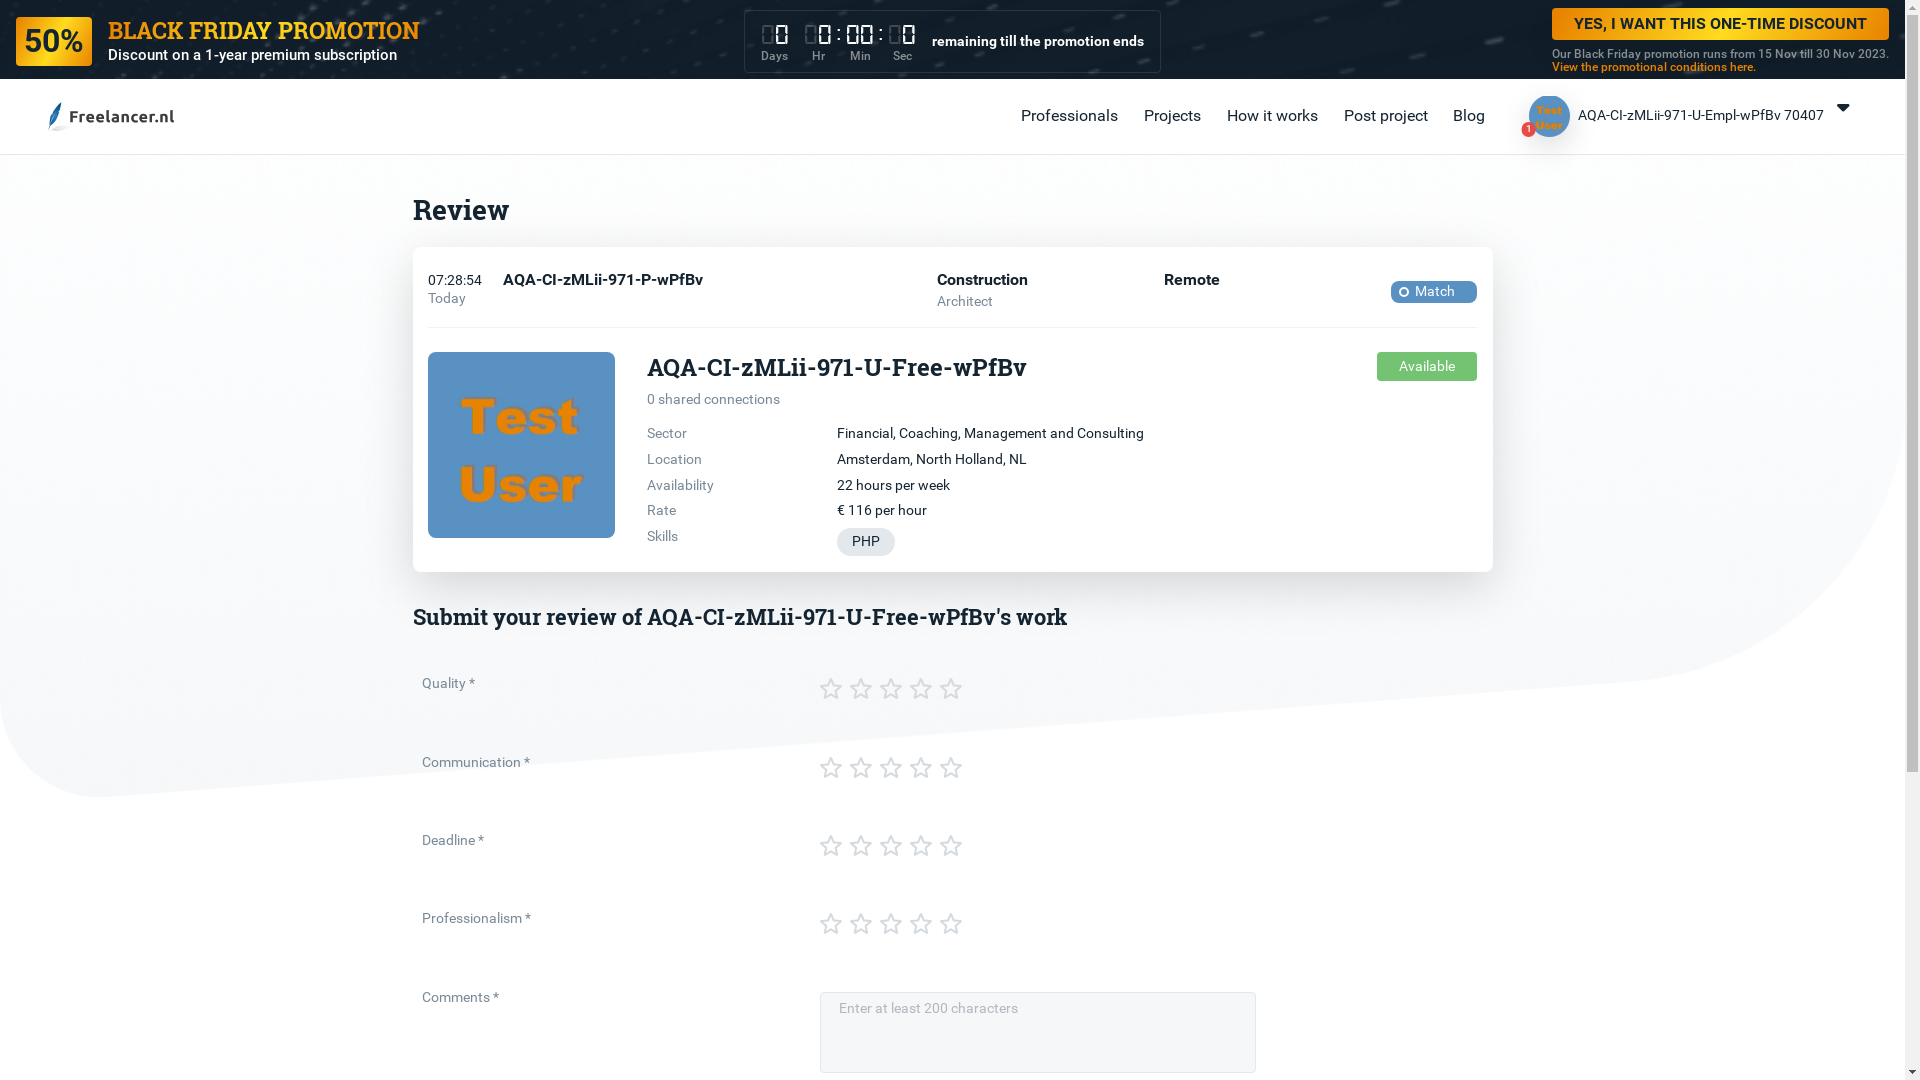 50%
BLACK FRIDAY PROMOTION
Discount on a 1-year premium subscription
0 0:00:0
Days Hr Min Sec
remaining till the promotion ends
YES, I WANT THIS ONE-TIME DISCOUNT
Our Black Friday promotion runs from 15 Nov till 30 Nov 2023.
View the promotional conditions here.
Freelancer.nl
Professionals Projects How it works Post project Blog
Test
User
1
AQA-CI-zMLii-971-U-Empl-wPfBv 70407
Review
07:28:54 AQA-CI-zMLii-971-P-wPfBv Construction Remote
Today Architect
Match
Test
User
AQA-CI-zMLii-971-U-Free-wPfBv
Available
0 shared connections
Sector Financial, Coaching, Management and Consulting
Location Amsterdam, North Holland, NL
Availability 22 hours per week
Rate € 116 per hour
Skills PHP
Submit your review of AQA-CI-zMLii-971-U-Free-wPfBv's work
Quality *
Communication *
Deadline *
Professionalism *
Comments *
Enter at least 200 characters